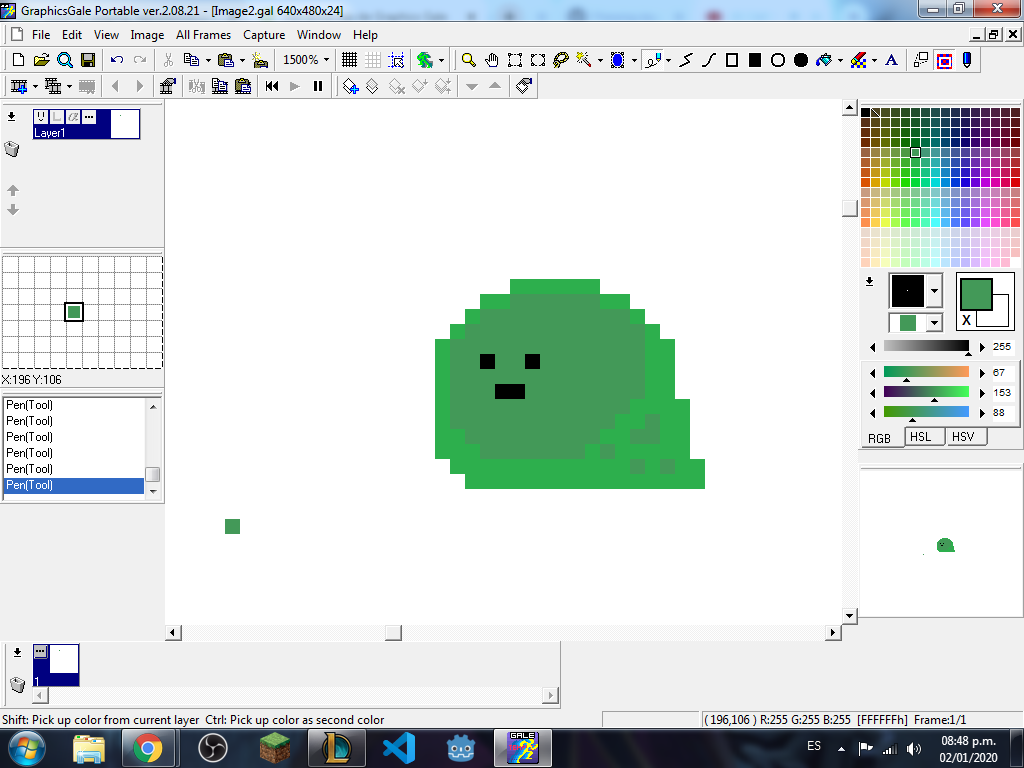 GraphicsGale Portable ver.2.08.21 - [Image2.gal 640x480x24]
File Edit View Image All Frames Capture Window Help
1500%
A
Layer1
X:196 Y:106
Pen(Tool)
Pen(Tool)
Pen(Tool)
Pen(Tool)
Pen(Tool)
Pen(Tool)
X
255
67
153
88
RGB HSL HSV
1
Shift: Pick up color from current layer Ctrl: Pick up color as second color
(196,106) R:255 G:255 B:255 [FFFFFFh] Frame:1/1
GALE
ES
08:48 p.m.
02/01/2020